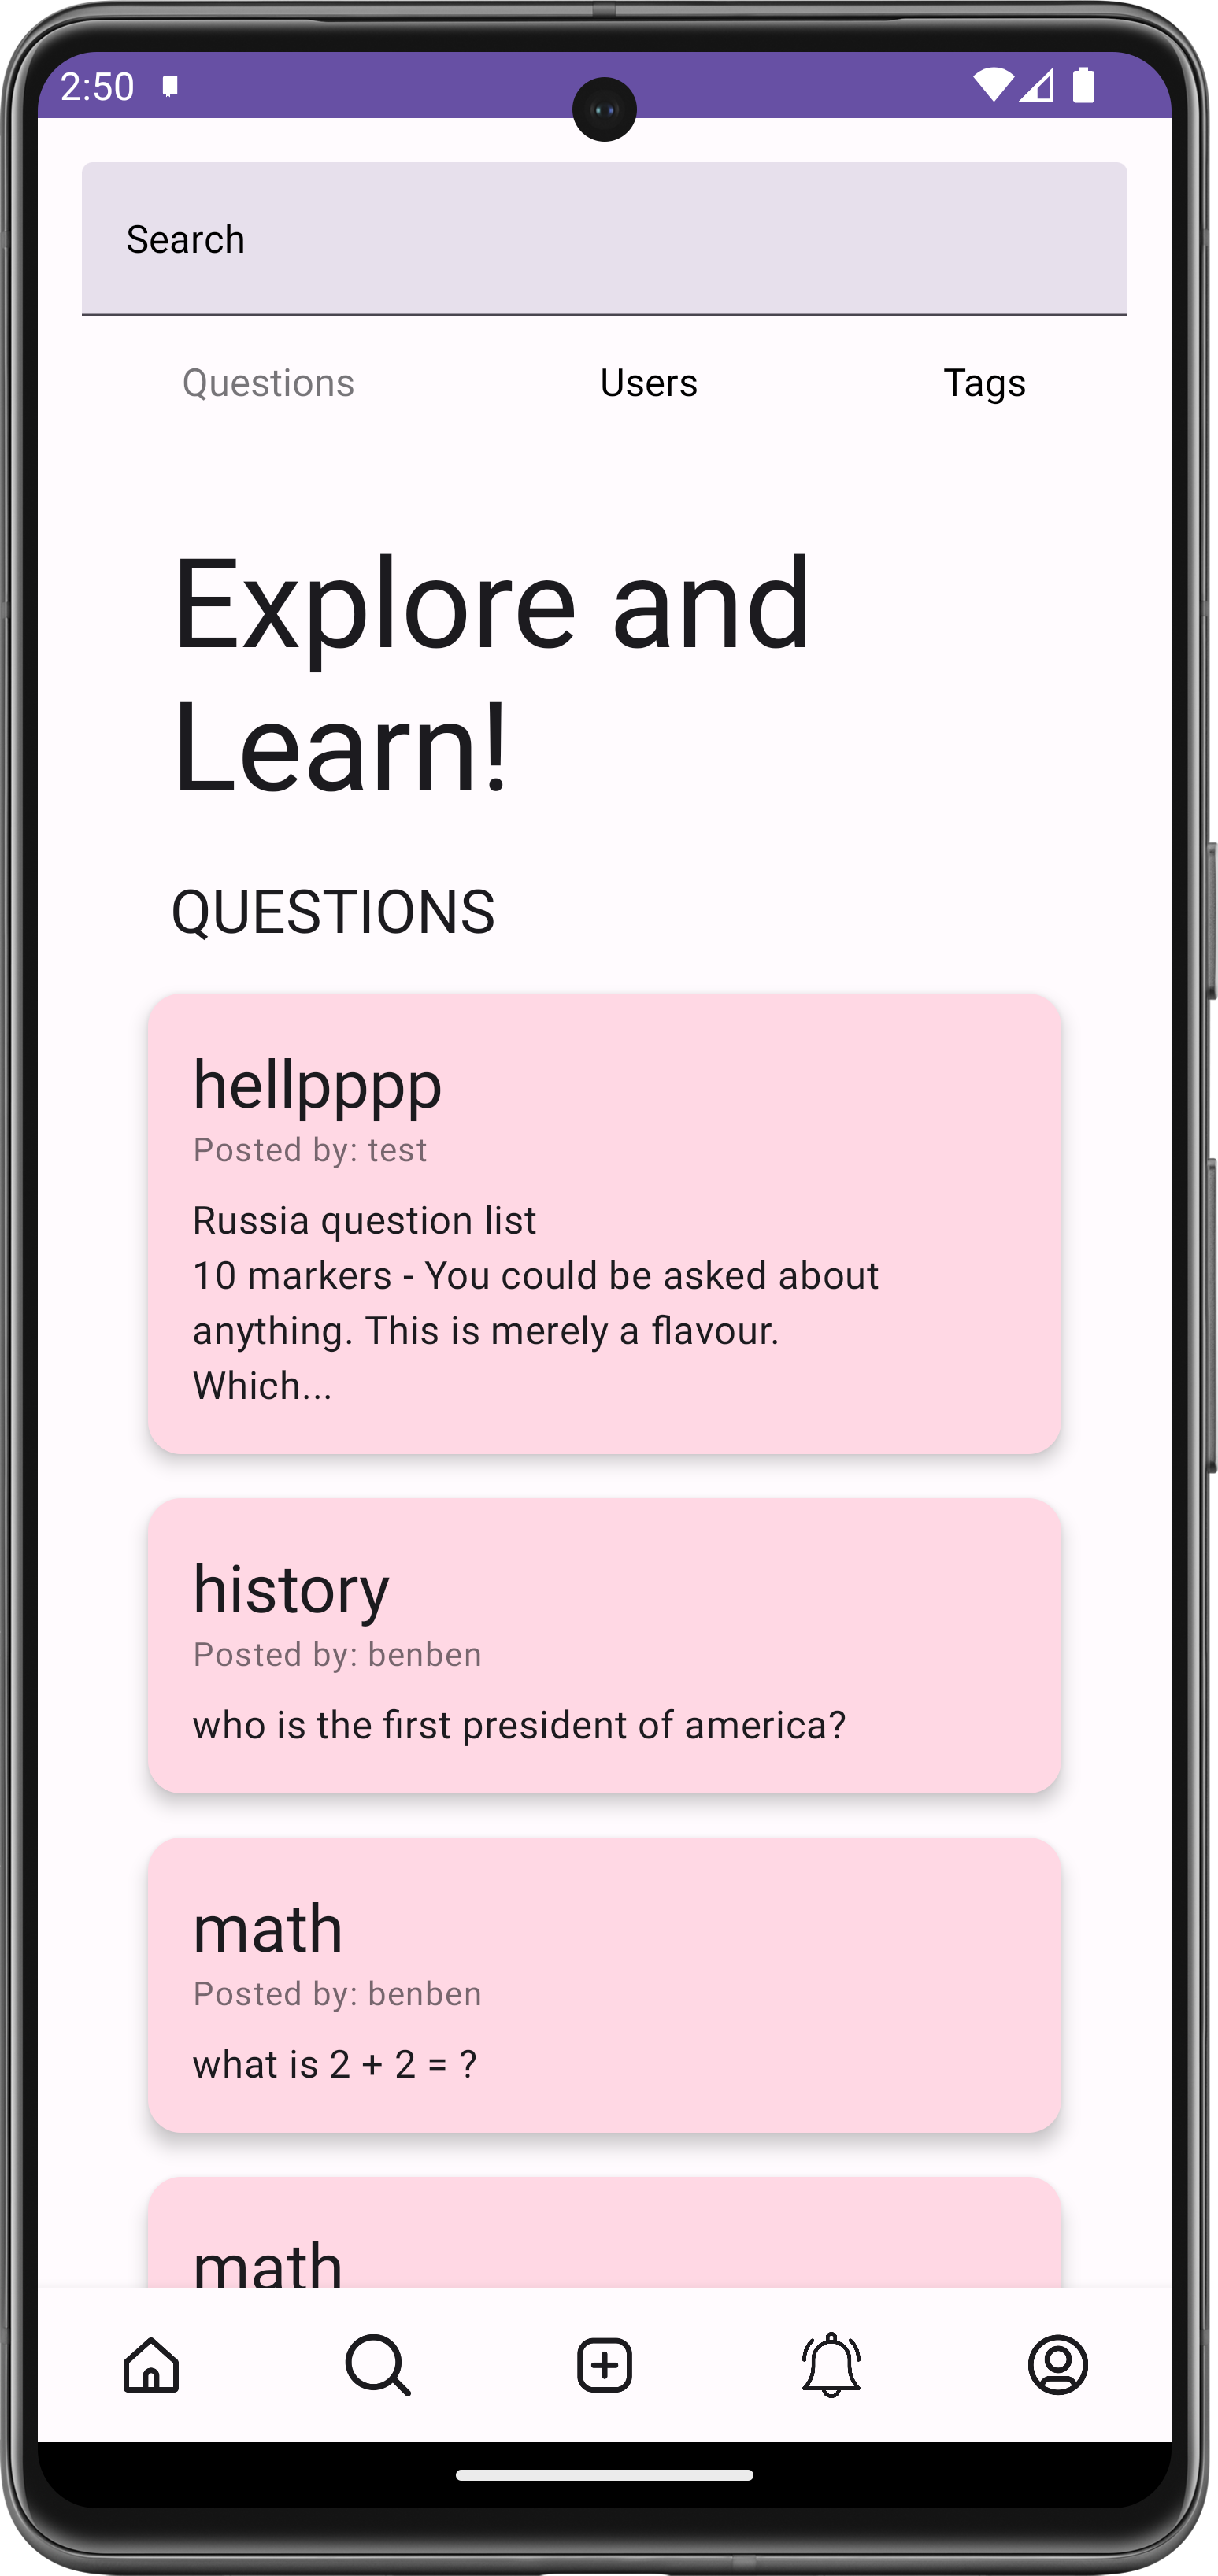 2:50
Search
Questions Users Tags
Explore and
Learn!
QUESTIONS
hellpppp
Posted by: test
Russia question list
10 markers - You could be asked about
anything. This is merely a flavour.
Which...
history
Posted by: benben
who is the first president of america?
math
Posted by: benben
what is 2 + 2 = ?
math